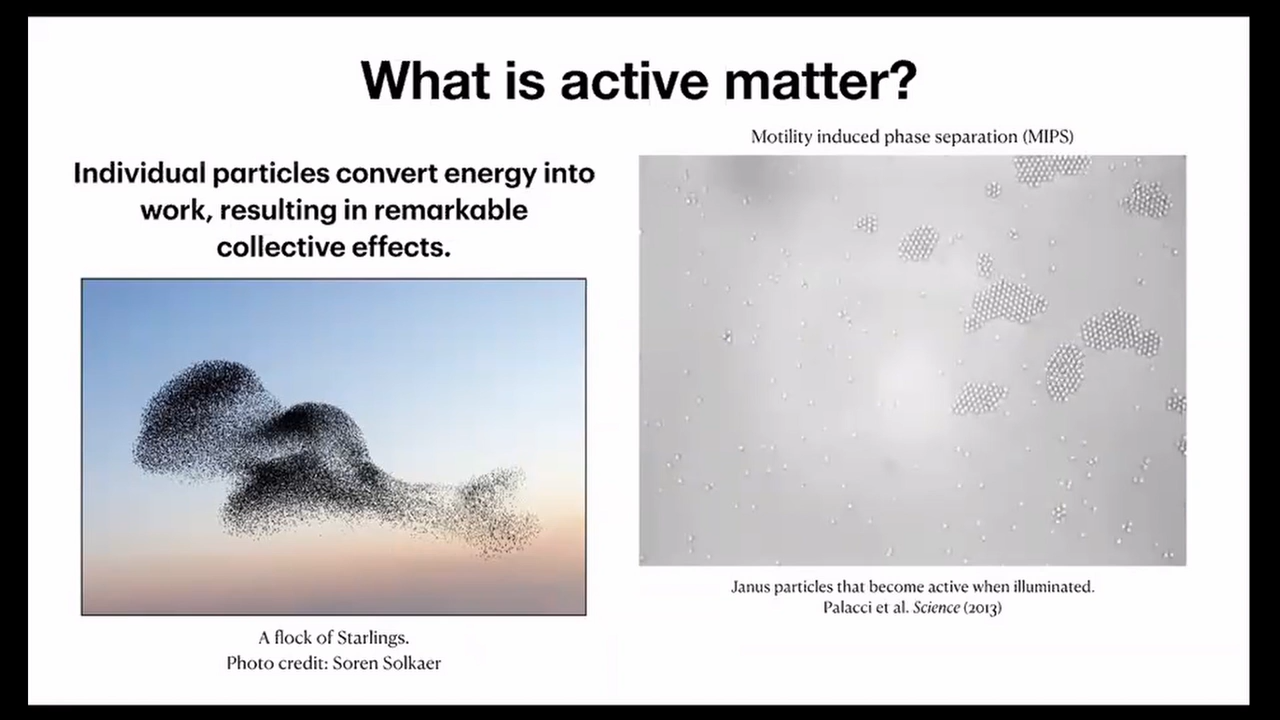 What is active matter?
Individual particles convert energy into
work, resulting in remarkable
collective effects.
A flock of Starlings.
Photo credit: Soren Solkaer
Motility induced phase separation (MIPS)
Janus particles that become active when illuminated.
Palacci et al. Science (2013)